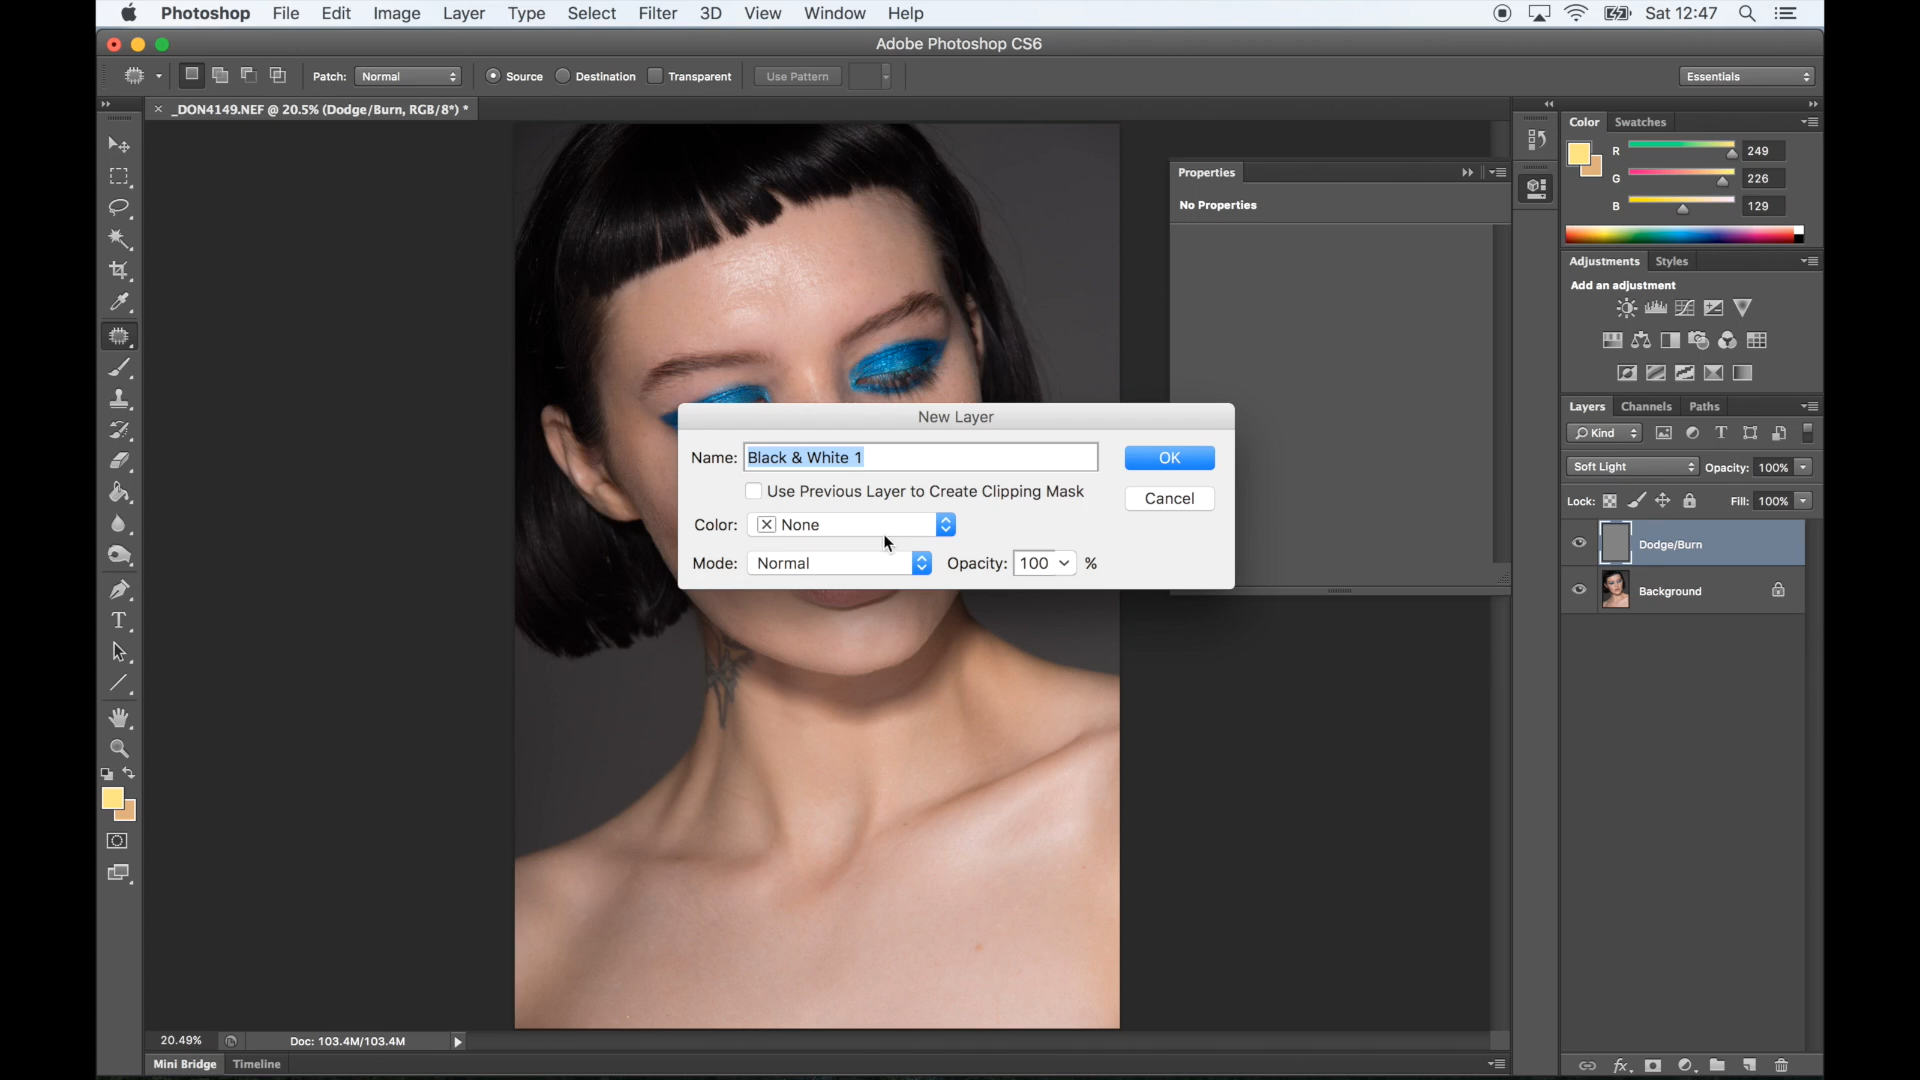 Photoshop File Edit Image Layer Type Select Filter 3D View Window Help Sat 12:47
Adobe Photoshop CS6
Patch: Normal Source Destination Transparent Use Pattern Essentials
_DON4149.NEF @ 20.5% (Dodge/Burn, RGB/8*) *
Color Swatches
R 249
G 226
B 129
Properties
No Properties
Adjustments Styles
Add an adjustment
Layers Channels Paths
Kind
Soft Light Opacity: 100%
Lock: Fill: 100%
Dodge/Burn
Background
New Layer
Name: Black & White 1 OK
Use Previous Layer to Create Clipping Mask Cancel
Color: None
Mode: Normal Opacity: 100 %
20.49% Doc: 103.4M/103.4M
Mini Bridge Timeline